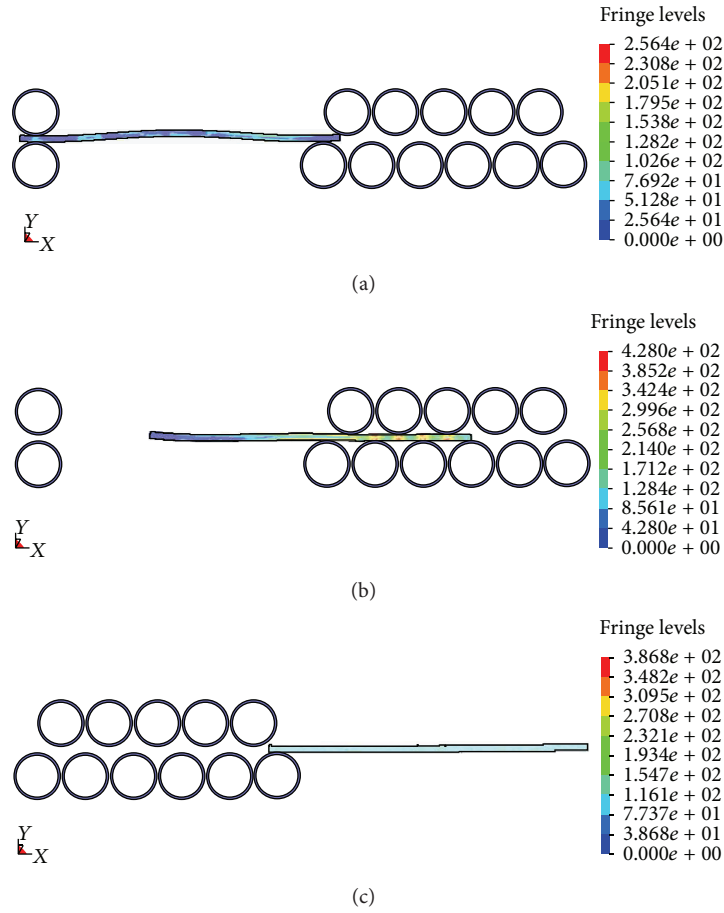 Fringe levels
2.564e + 02
2.308e + 02
2.051e + 02
1.795e + 02
1.538e + 02
1.282e + 02
1.026e + 02
7.692e + 01
5.128e + 01
2.564e + 01
0.000e + 00
Y
Z
X
(a)
Fringe levels
4.280e + 02
3.852e + 02
3.424e + 02
2.996e + 02
2.568e + 02
2.140e + 02
1.712e + 02
1.284e + 02
8.561e + 01
4.280e + 01
0.000e + 00
Y
Z
X
(b)
Fringe levels
3.868e + 02
3.482e + 02
3.095e + 02
2.708e + 02
2.321e + 02
1.934e + 02
1.547e + 02
1.161e + 02
7.737e + 01
3.868e + 01
0.000e + 00
Y
Z
X
(c)